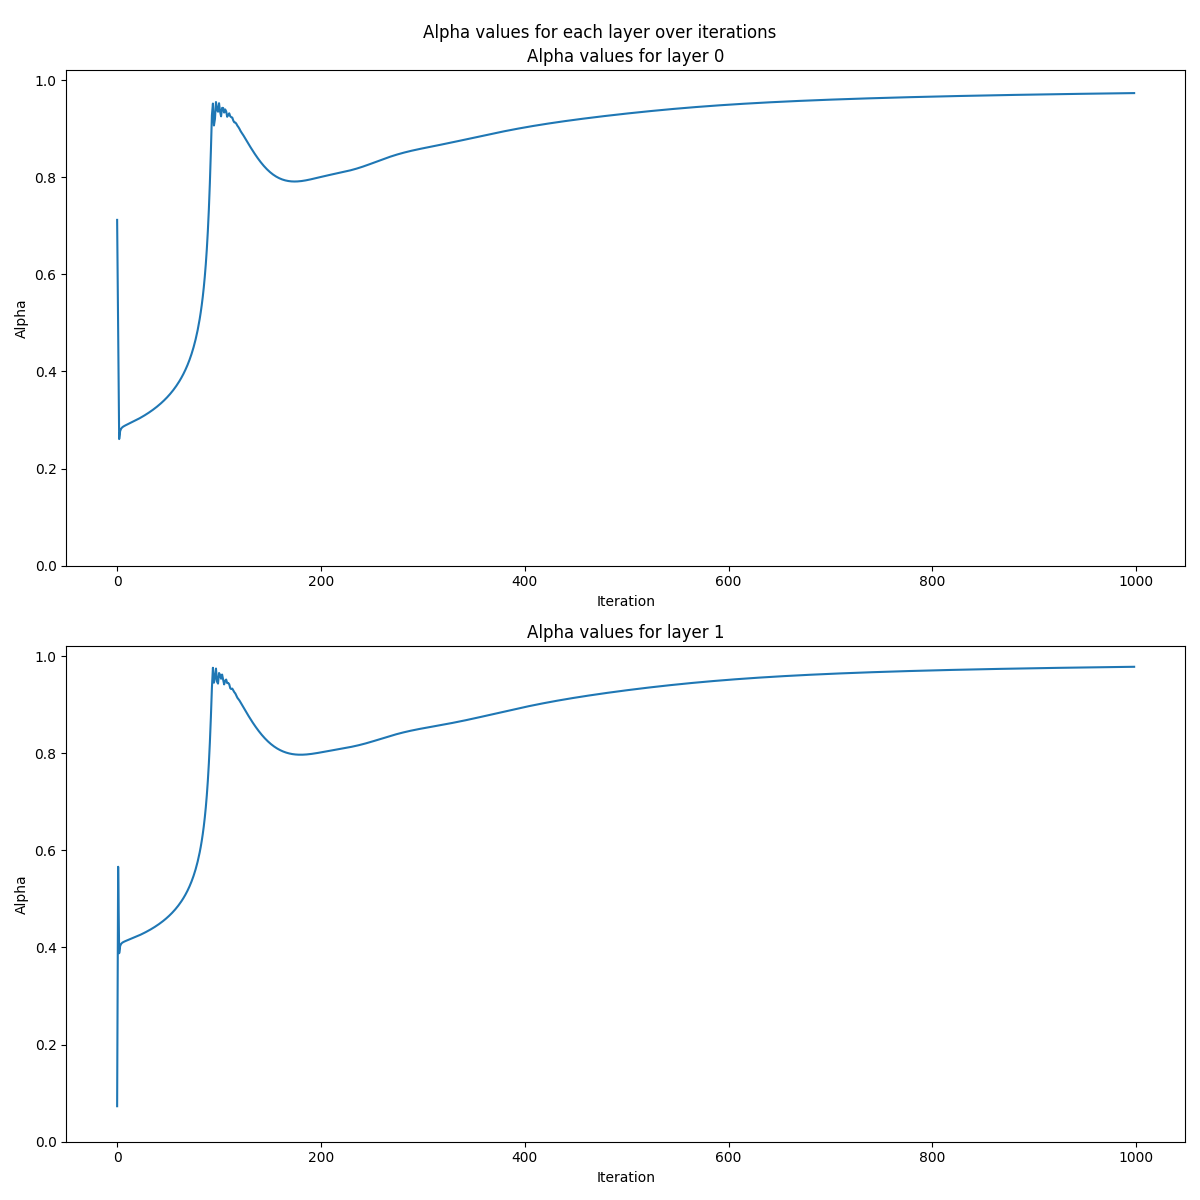 Alpha values for each layer over iterations
Alpha values for layer 0
1.0
0.8
0.6
0.4
0.2
0.0
Alpha
0 200 400 600 800 1000
Iteration
Alpha values for layer 1
1.0
0.8
0.6
0.4
0.2
0.0
Alpha
0 200 400 600 800 1000
Iteration